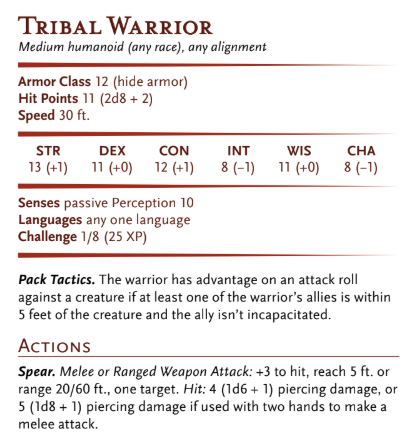 Tribal Warrior
Medium humanoid (any race), any alignment
Armor Class 12 (hide armor)
Hit Points 11 (2d8 + 2)
Speed 30 ft.
STR DEX CON INT WIS CHA
13 (+1) 11 (+0) 12 (+1) 8 (−1) 11 (+0) 8 (−1)
Senses passive Perception 10
Languages any one language
Challenge 1/8 (25 XP)
Pack Tactics. The warrior has advantage on an attack roll
against a creature if at least one of the warrior's allies is within
5 feet of the creature and the ally isn't incapacitated.
Actions
Spear. Melee or Ranged Weapon Attack: +3 to hit, reach 5 ft. or
range 20/60 ft., one target. Hit: 4 (1d6 + 1) piercing damage, or
5 (1d8 + 1) piercing damage if used with two hands to make a
melee attack.